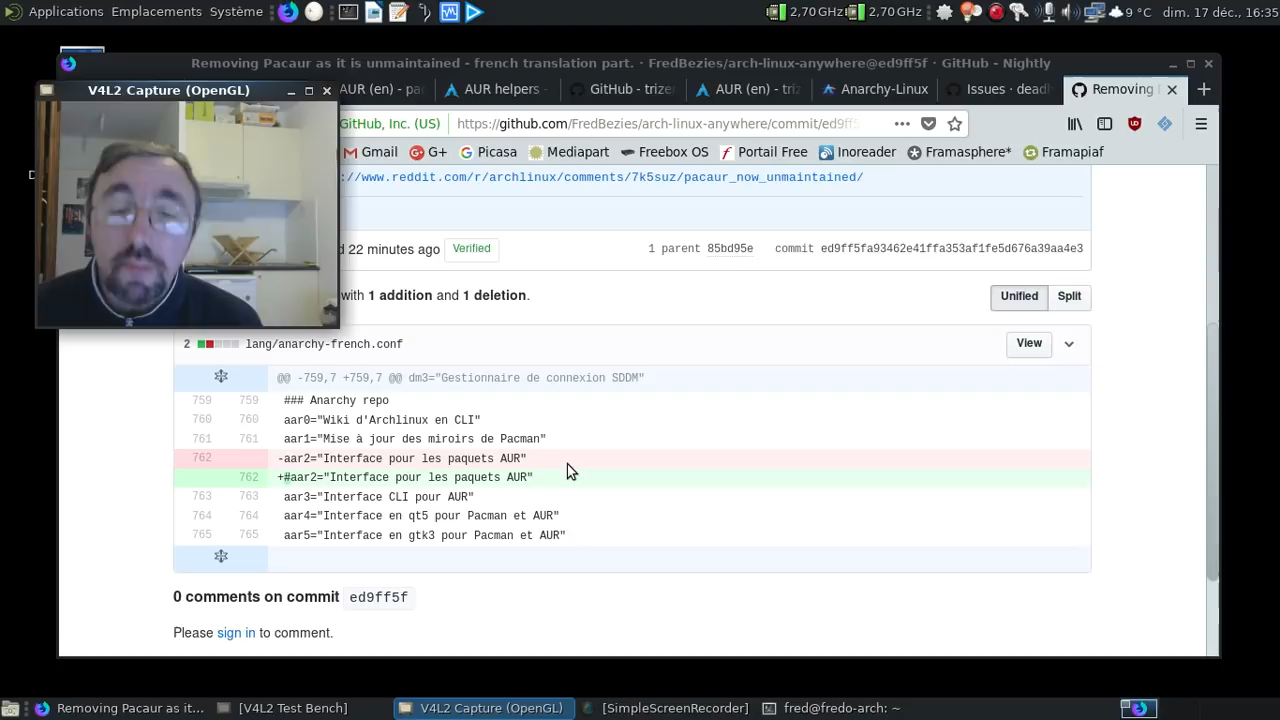 Applications Emplacements Système 2,70 GHz 2,70 GHz 9 °C dim. 17 déc., 16:35
Removing Pacaur as it is unmaintained - french translation part. · FredBezies/arch-linux-anywhere@ed9ff5f · GitHub - Nightly
V4L2 Capture (OpenGL)
AUR (en) - pac AUR helpers - GitHub - trize AUR (en) - triz Anarchy-Linux Issues · dead Removing
GitHub, Inc. (US) https://github.com/FredBezies/arch-linux-anywhere/commit/ed9ff5
Gmail G+ Picasa Mediapart Freebox OS Portail Free Inoreader Framasphere* Framapiaf
://www.reddit.com/r/archlinux/comments/7k5suz/pacaur_now_unmaintained/
22 minutes ago Verified 1 parent 85bd95e commit ed9ff5fa93462e41ffa353af1fe5d676a39aa4e3
with 1 addition and 1 deletion. Unified Split
2 lang/anarchy-french.conf View
@@ -759,7 +759,7 @@ dm3="Gestionnaire de connexion SDDM"
759 759 ### Anarchy repo
760 760 aar0="Wiki d'Archlinux en CLI"
761 761 aar1="Mise à jour des miroirs de Pacman"
762 -aar2="Interface pour les paquets AUR"
762 +#aar2="Interface pour les paquets AUR"
763 763 aar3="Interface CLI pour AUR"
764 764 aar4="Interface en qt5 pour Pacman et AUR"
765 765 aar5="Interface en gtk3 pour Pacman et AUR"
0 comments on commit ed9ff5f
Please sign in to comment.
Removing Pacaur as it... [V4L2 Test Bench] V4L2 Capture (OpenGL) [SimpleScreenRecorder] fred@fredo-arch: ~